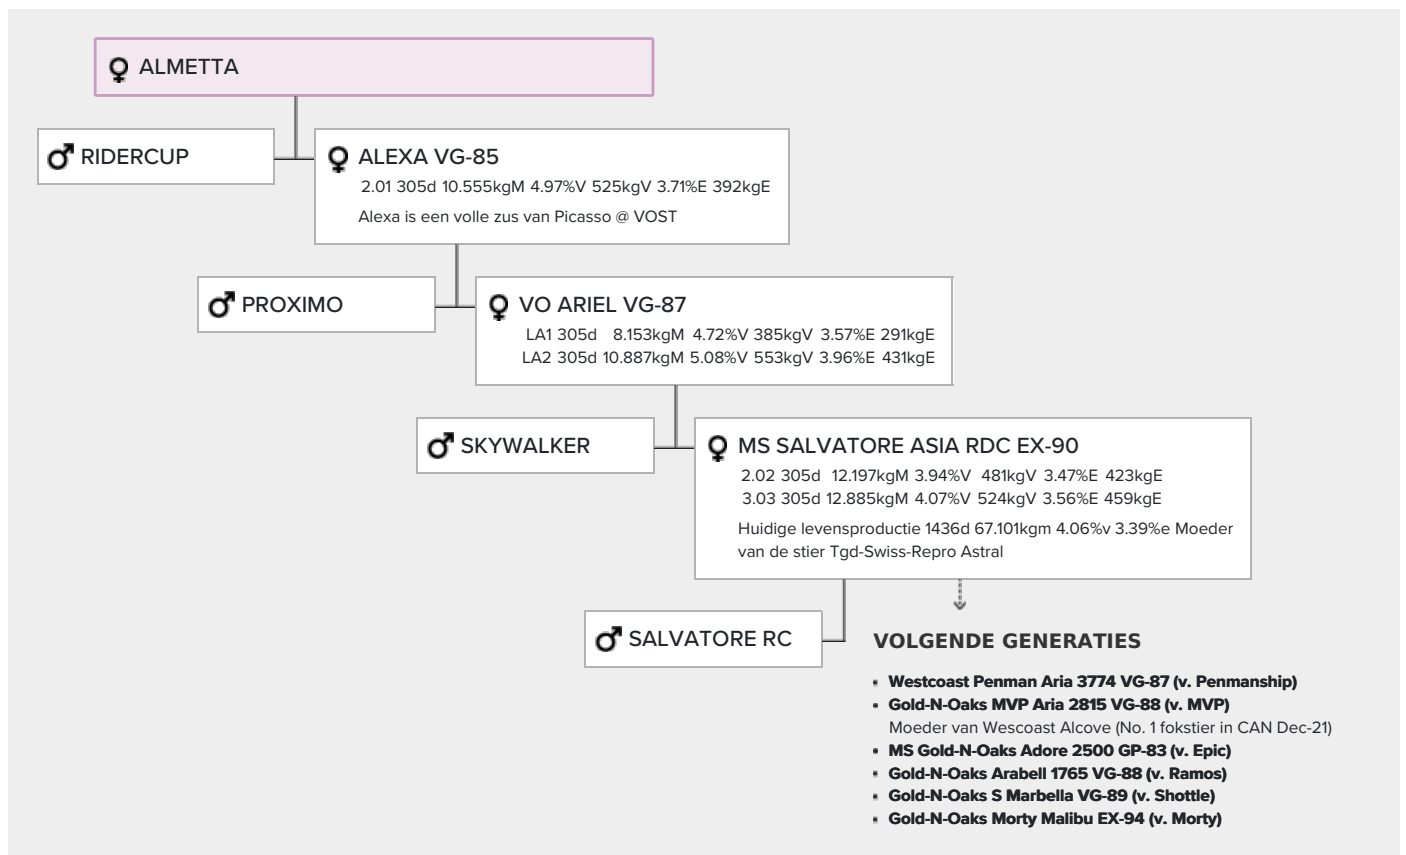 ♀ ALMETTA
♂ RIDERCUP
♀ ALEXA VG-85
2.01 305d 10.555kgM 4.97%V 525kgV 3.71%E 392kgE
Alexa is een volle zus van Picasso @ VOST
♂ PROXIMO
♀ VO ARIEL VG-87
LA1 305d 8.153kgM 4.72%V 385kgV 3.57%E 291kgE
LA2 305d 10.887kgM 5.08%V 553kgV 3.96%E 431kgE
♂ SKYWALKER
♀ MS SALVATORE ASIA RDC EX-90
2.02 305d 12.197kgM 3.94%V 481kgV 3.47%E 423kgE
3.03 305d 12.885kgM 4.07%V 524kgV 3.56%E 459kgE
Huidige levensproductie 1436d 67.101kgm 4.06%v 3.39%e Moeder
van de stier Tgd-Swiss-Repro Astral
♂ SALVATORE RC
VOLGENDE GENERATIES
▪ Westcoast Penman Aria 3774 VG-87 (v. Penmanship)
▪ Gold-N-Oaks MVP Aria 2815 VG-88 (v. MVP)
Moeder van Wescoast Alcove (No. 1 fokstier in CAN Dec-21)
▪ MS Gold-N-Oaks Adore 2500 GP-83 (v. Epic)
▪ Gold-N-Oaks Arabell 1765 VG-88 (v. Ramos)
▪ Gold-N-Oaks S Marbella VG-89 (v. Shottle)
▪ Gold-N-Oaks Morty Malibu EX-94 (v. Morty)